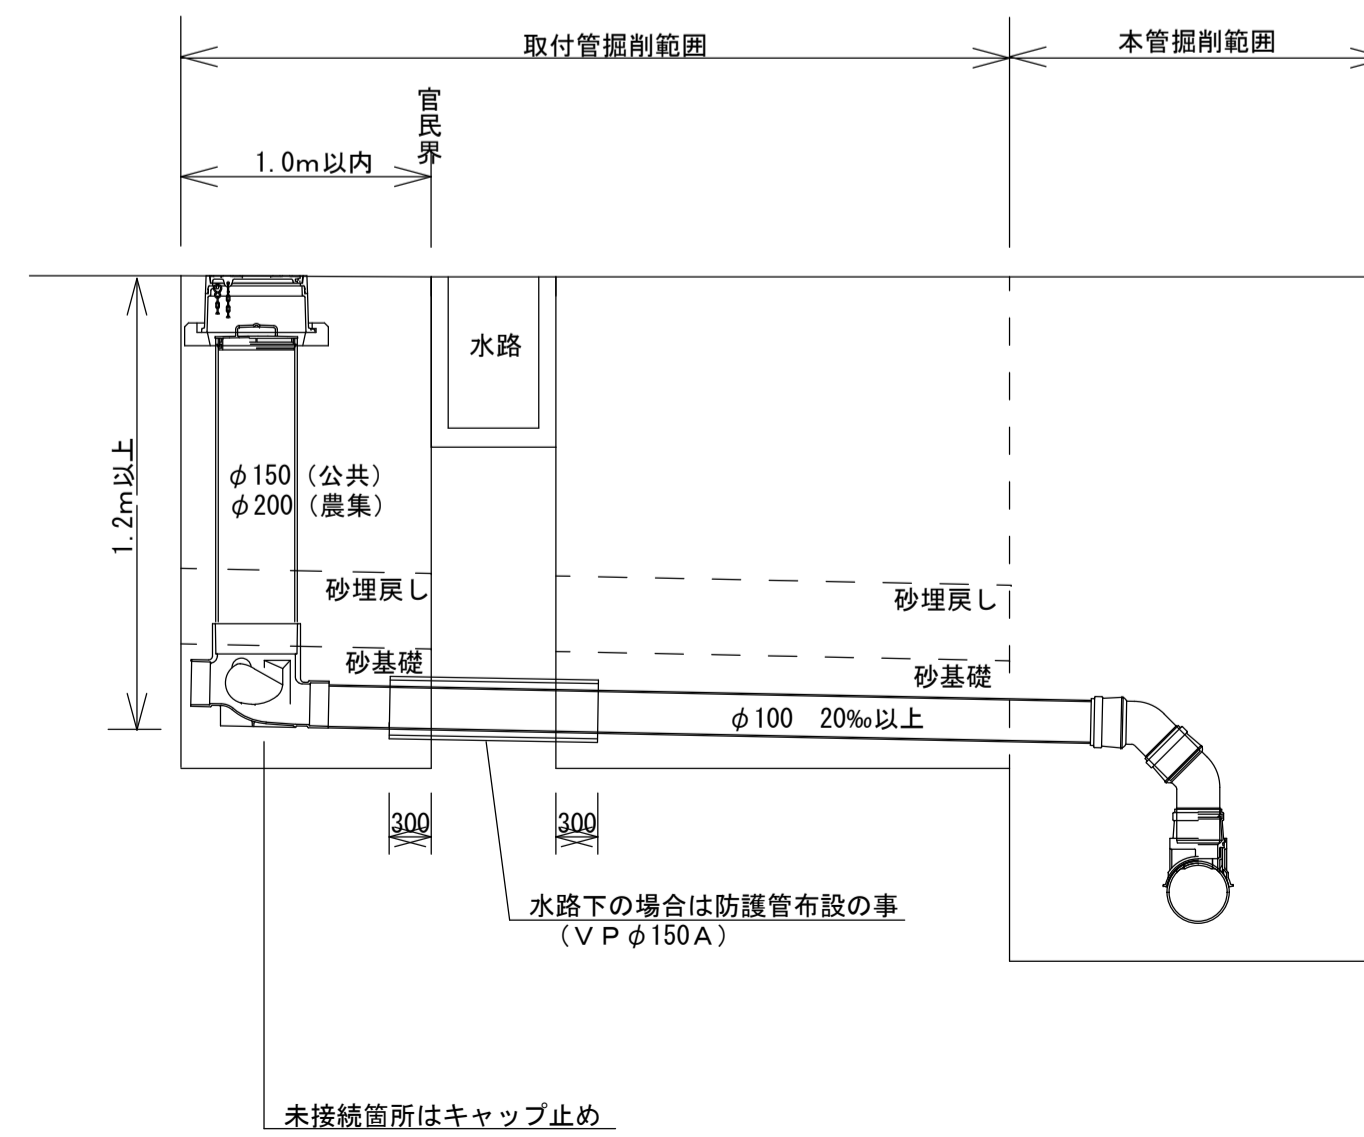 取付管掘削範囲
本管掘削範囲
官民界
1.0m以内
水路
1.2m以上
φ150（公共）
φ200（農集）
砂埋戻し
砂埋戻し
砂基礎
砂基礎
φ100 20‰以上
300
300
水路下の場合は防護管布設の事
（ＶＰφ150Ａ）
未接続箇所はキャップ止め